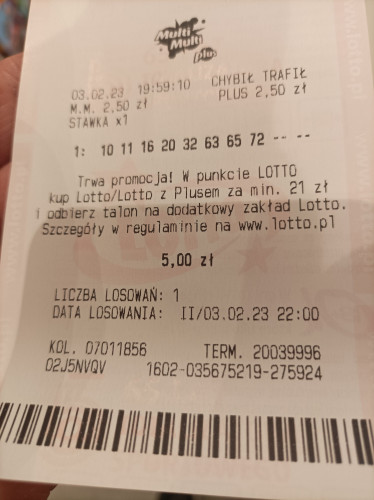 Multi
Multi
plus
03.02.23 19:59:10 CHYBIŁ TRAFIŁ
M.M. 2,50 zł PLUS 2,50 zł
STAWKA x1
1: 10 11 16 20 32 63 65 72 -- --
Trwa promocja! W punkcie LOTTO
kup Lotto/Lotto z Plusem za min. 21 zł
i odbierz talon na dodatkowy zakład Lotto.
Szczegóły w regulaminie na www.lotto.pl
5,00 zł
LICZBA LOSOWAŃ: 1
DATA LOSOWANIA: II/03.02.23 22:00
KOL. 07011856 TERM. 20039996
02J5NVQV 1602-035675219-275924